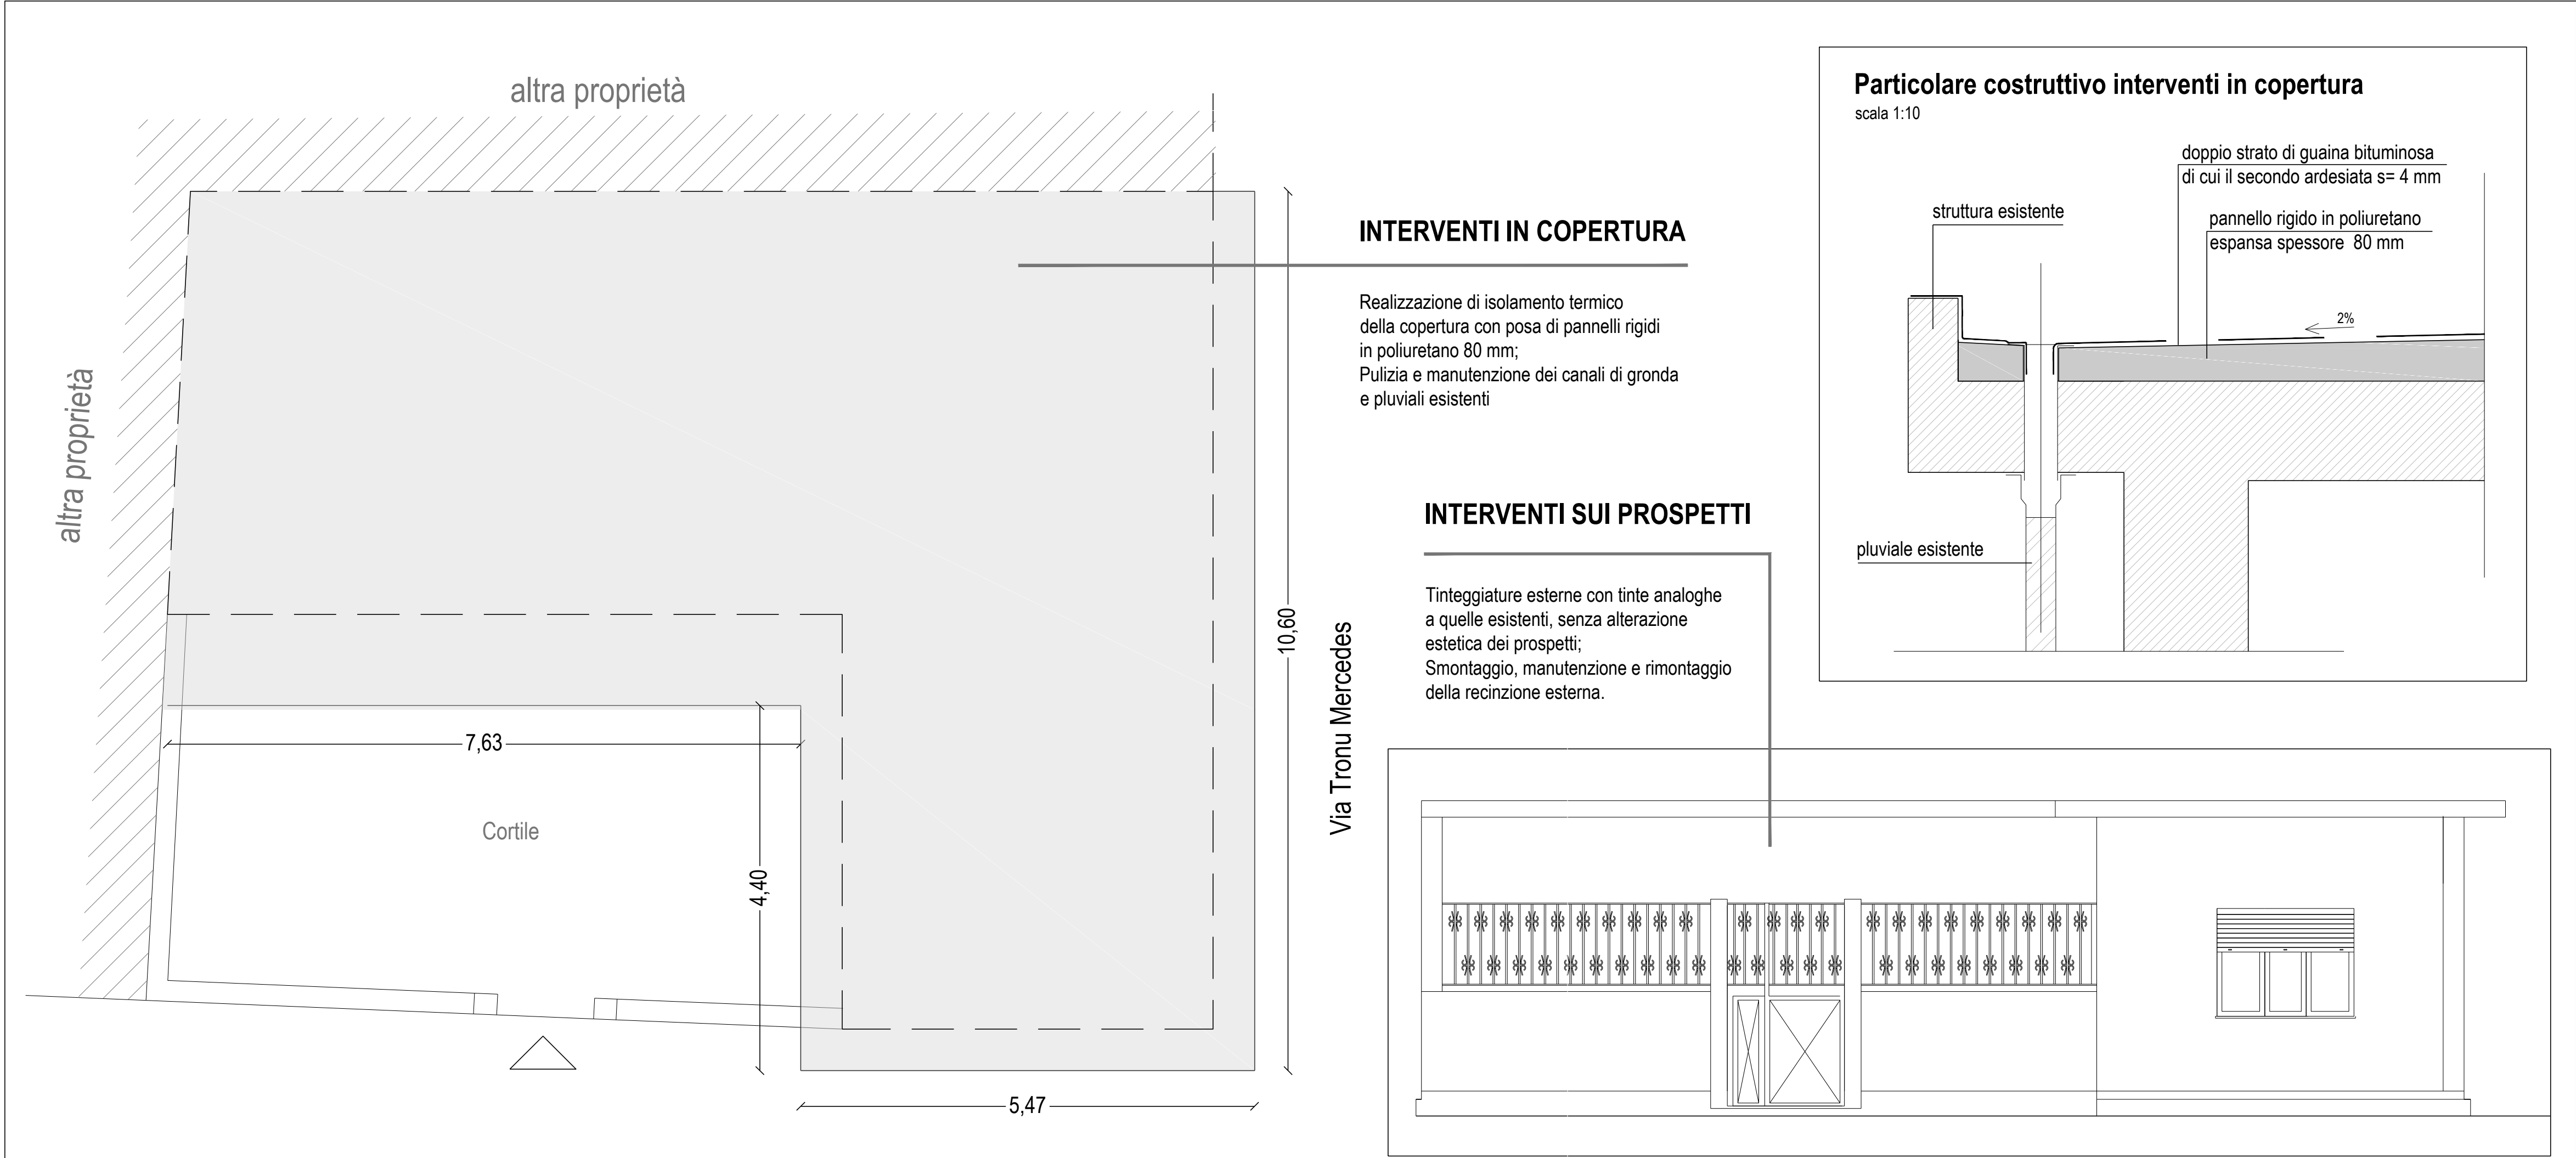 altra proprietà
altra proprietà
7,63
Cortile
4,40
5,47
10,60
Via Tronu Mercedes
INTERVENTI IN COPERTURA
Realizzazione di isolamento termico
della copertura con posa di pannelli rigidi
in poliuretano 80 mm;
Pulizia e manutenzione dei canali di gronda
e pluviali esistenti
INTERVENTI SUI PROSPETTI
Tinteggiature esterne con tinte analoghe
a quelle esistenti, senza alterazione
estetica dei prospetti;
Smontaggio, manutenzione e rimontaggio
della recinzione esterna.
Particolare costruttivo interventi in copertura
scala 1:10
doppio strato di guaina bituminosa
di cui il secondo ardesiata s= 4 mm
struttura esistente
pannello rigido in poliuretano
espansa spessore 80 mm
2%
pluviale esistente